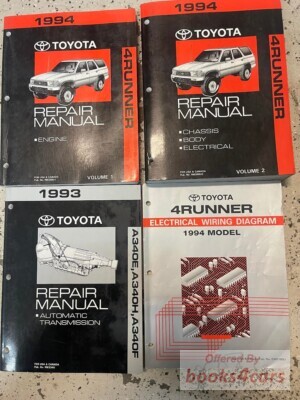 1994
TOYOTA
4RUNNER
REPAIR
MANUAL
• ENGINE
VOLUME 1
1994
TOYOTA
4RUNNER
REPAIR
MANUAL
• CHASSIS
• BODY
• ELECTRICAL
VOLUME 2
1993
TOYOTA
A340E, A340H, A340F
REPAIR
MANUAL
• AUTOMATIC
TRANSMISSION
TOYOTA
4RUNNER
ELECTRICAL WIRING DIAGRAM
1994 MODEL
Offered By
books4cars